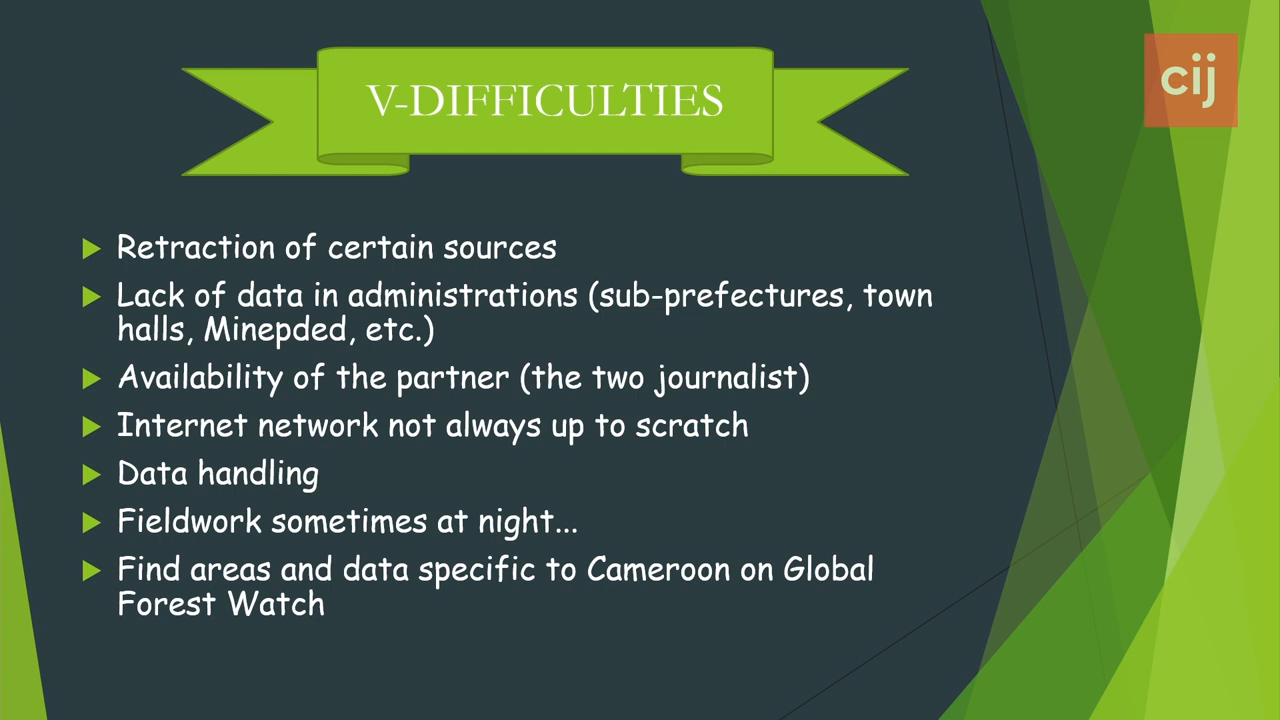 V-DIFFICULTIES
cij
Retraction of certain sources
Lack of data in administrations (sub-prefectures, town
halls, Minepded, etc.)
Availability of the partner (the two journalist)
Internet network not always up to scratch
Data handling
Fieldwork sometimes at night...
Find areas and data specific to Cameroon on Global
Forest Watch